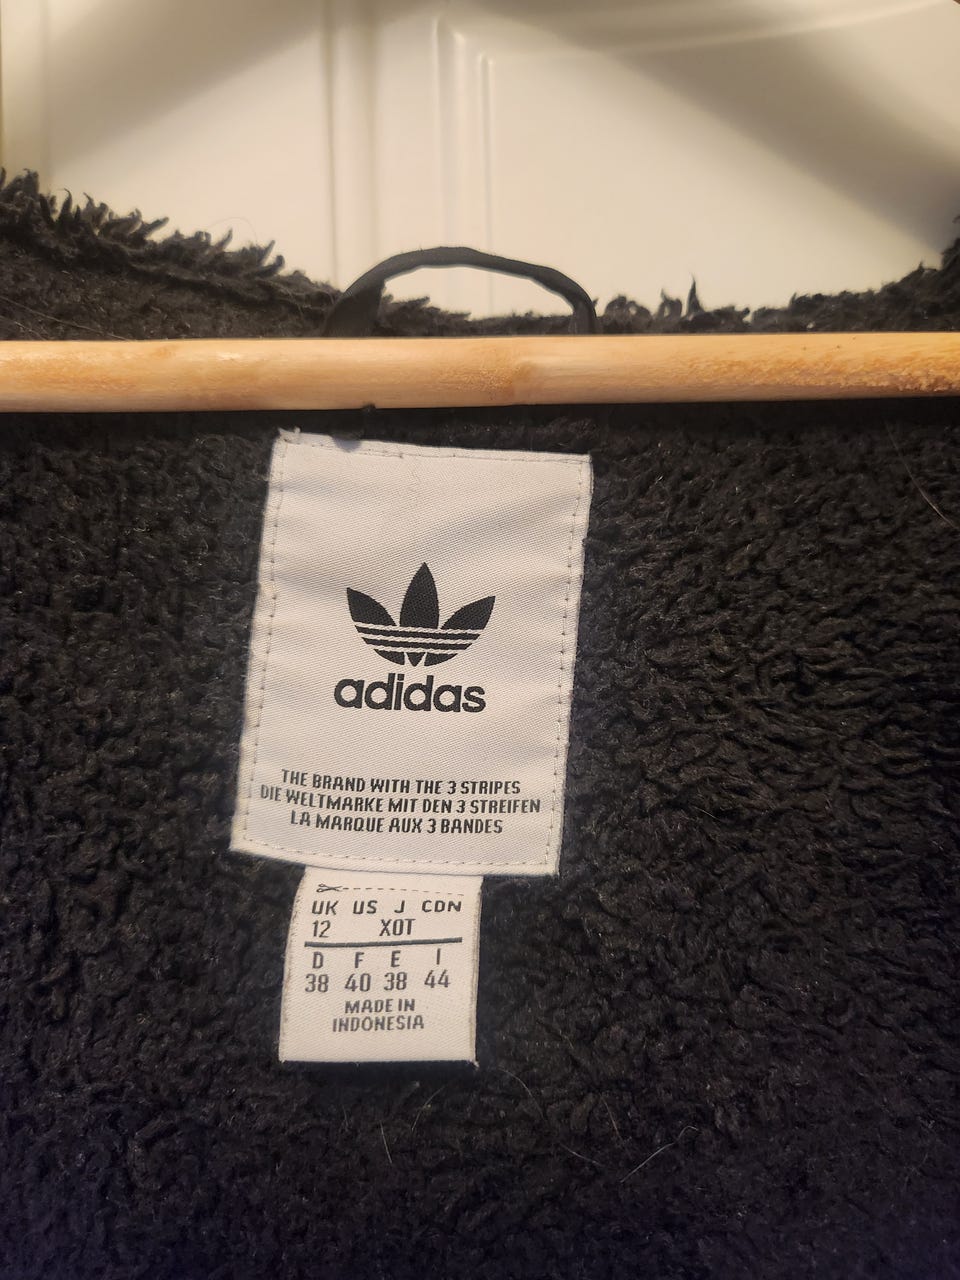 adidas
THE BRAND WITH THE 3 STRIPES
DIE WELTMARKE MIT DEN 3 STREIFEN
LA MARQUE AUX 3 BANDES
UK US J CDN
12 XOT
D F E I
38 40 38 44
MADE IN
INDONESIA